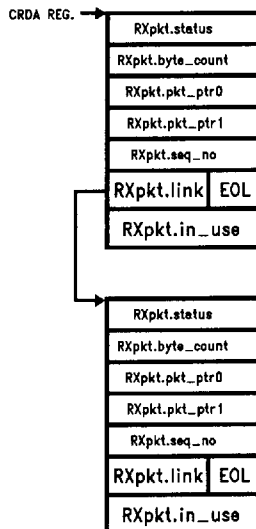 CRDA REG.
RXpkt.status
RXpkt.byte_count
RXpkt.pkt_ptr0
RXpkt.pkt_ptr1
RXpkt.seq_no
RXpkt.link EOL
RXpkt.in_use
RXpkt.status
RXpkt.byte_count
RXpkt.pkt_ptr0
RXpkt.pkt_ptr1
RXpkt.seq_no
RXpkt.link EOL
RXpkt.in_use